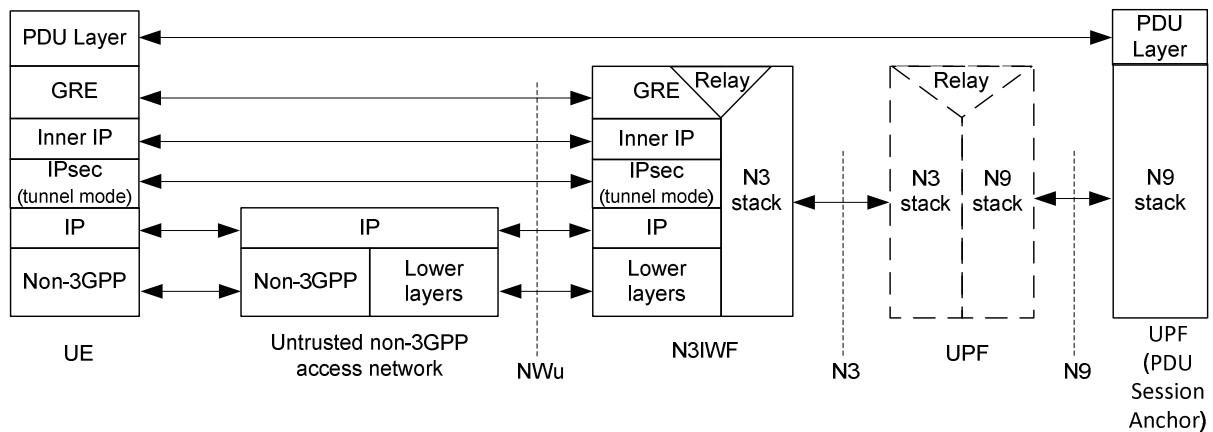 PDU Layer
PDU
Layer
GRE
GRE
Relay
Relay
Inner IP
Inner IP
IPsec
(tunnel mode)
IPsec
(tunnel mode)
N3
stack
N3
stack
N9
stack
N9
stack
IP
IP
IP
Non-3GPP
Non-3GPP
Lower
layers
Lower
layers
UE
Untrusted non-3GPP
access network
NWu
N3IWF
N3
UPF
N9
UPF
(PDU
Session
Anchor)